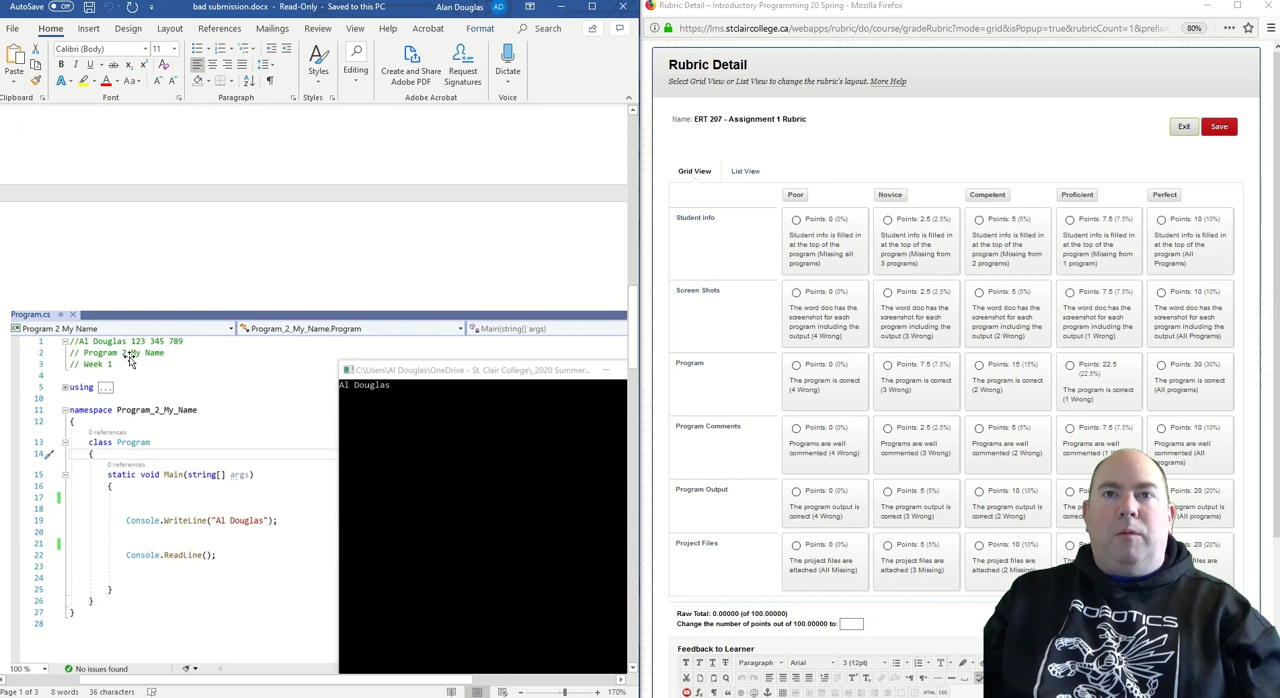 AutoSave Off bad submission.docx - Read-Only - Saved to this PC Alan Douglas AD
File Home Insert Draw Design Layout References Mailings Review View Help Acrobat Format Search
Calibri (Body) 11
Paste Styles Editing Create and Share Adobe PDF Request Signatures Dictate
Clipboard Font Paragraph Styles Adobe Acrobat Voice
Program.cs
Program 2 My Name Program_2_My_Name.Program Main(string[] args)
1 //Al Douglas 123 345 789
2 // Program 2 My Name
3 // Week 1
4
5 using ...
10
11 namespace Program_2_My_Name
12 {
0 references
13 class Program
14 {
0 references
15 static void Main(string[] args)
16 {
17
18
19 Console.WriteLine("Al Douglas");
20
21
22 Console.ReadLine();
23
24
25 }
26 }
27 }
28
C:\Users\Al Douglas\OneDrive - St. Clair College\_2020 Summer...
Al Douglas
100 % No issues found
Page 1 of 3 8 words 36 characters 170%
Rubric Detail – Introductory Programming 20 Spring - Mozilla Firefox
https://lms.stclaircollege.ca/webapps/rubric/do/course/gradeRubric?mode=grid&isPopup=true&rubricCount=1&prefix=_ 80%
Rubric Detail
Select Grid View or List View to change the rubric's layout. More Help
Name: ERT 207 - Assignment 1 Rubric
Exit Save
Grid View List View
Poor Novice Competent Proficient Perfect
Student Info
Points: 0 (0%)
Student info is filled in at the top of the program (Missing all programs)
Points: 2.5 (2.5%)
Student info is filled in at the top of the program (Missing from 3 programs)
Points: 5 (5%)
Student info is filled in at the top of the program (Missing from 2 programs)
Points: 7.5 (7.5%)
Student info is filled in at the top of the program (Missing from 1 program)
Points: 10 (10%)
Student info is filled in at the top of the program (All Programs)
Screen Shots
Points: 0 (0%)
The word doc has the screenshot for each program including the output (4 Wrong)
Points: 2.5 (2.5%)
The word doc has the screenshot for each program including the output (3 Wrong)
Points: 5 (5%)
The word doc has the screenshot for each program including the output (2 Wrong)
Points: 7.5 (7.5%)
The word doc has the screenshot for each program including the output (1 Wrong)
Points: 10 (10%)
The word doc has the screenshot for each program including the output (All Programs)
Program
Points: 0 (0%)
The program is correct (4 Wrong)
Points: 7.5 (7.5%)
The program is correct (3 Wrong)
Points: 15 (15%)
The program is correct (2 Wrong)
Points: 22.5 (22.5%)
The program is correct (1 Wrong)
Points: 30 (30%)
The program is correct (All Programs)
Program Comments
Points: 0 (0%)
Programs are well commented (4 Wrong)
Points: 2.5 (2.5%)
Programs are well commented (3 Wrong)
Points: 5 (5%)
Programs are well commented (2 Wrong)
Points: 7.5 (7.5%)
Programs are well commented (1
Points: 10 (10%)
Programs are well commented (All programs)
Program Output
Points: 0 (0%)
The program output is correct (4 Wrong)
Points: 5 (5%)
The program output is correct (3 Wrong)
Points: 10 (10%)
The program output is correct (2 Wrong)
Points: 20 (20%)
program output is (All programs)
Project Files
Points: 0 (0%)
The project files are attached (All Missing)
Points: 5 (5%)
The project files are attached (3 Missing)
Points: 10 (10%)
The project files are attached (2 Missing)
20 (20%)
files are
Raw Total: 0.00000 (of 100.00000)
Change the number of points out of 100.00000 to:
Feedback to Learner
Paragraph Arial 3 (12pt)
HTML CSS
ROBOTICS